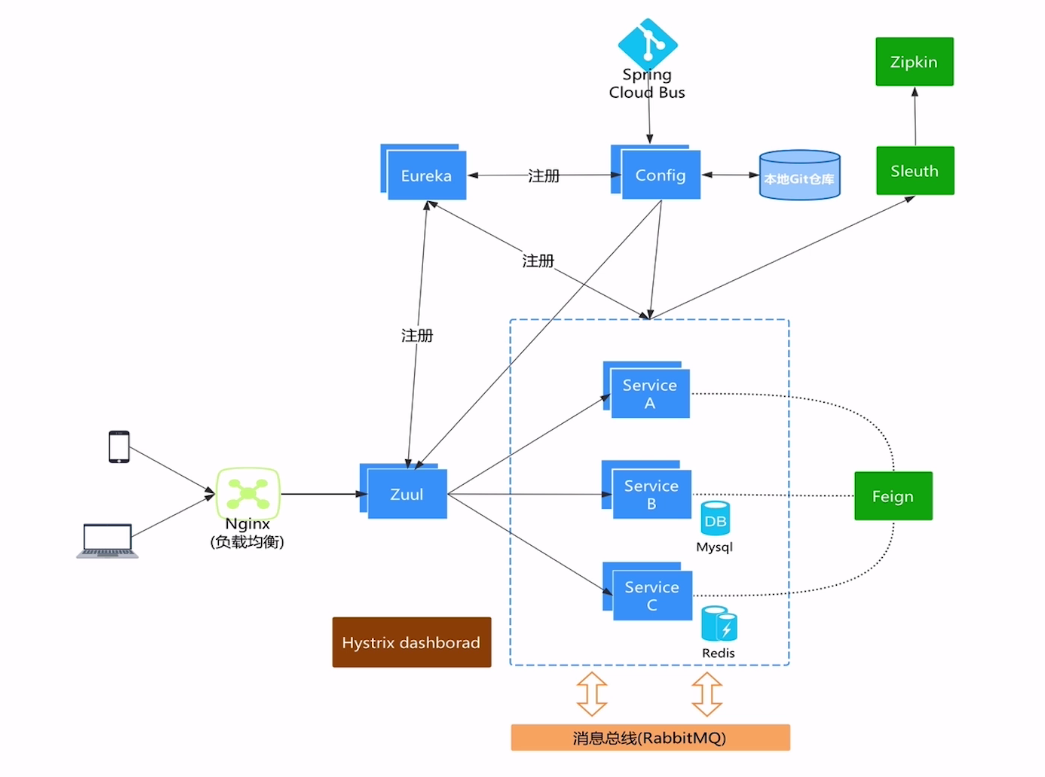 Spring
Cloud Bus
Zipkin
Eureka
注册
Config
本地Git仓库
Sleuth
注册
注册
Service
A
Nginx
(负载均衡)
Zuul
Service
B
DB
Mysql
Feign
Service
C
Redis
Hystrix dashborad
消息总线(RabbitMQ)